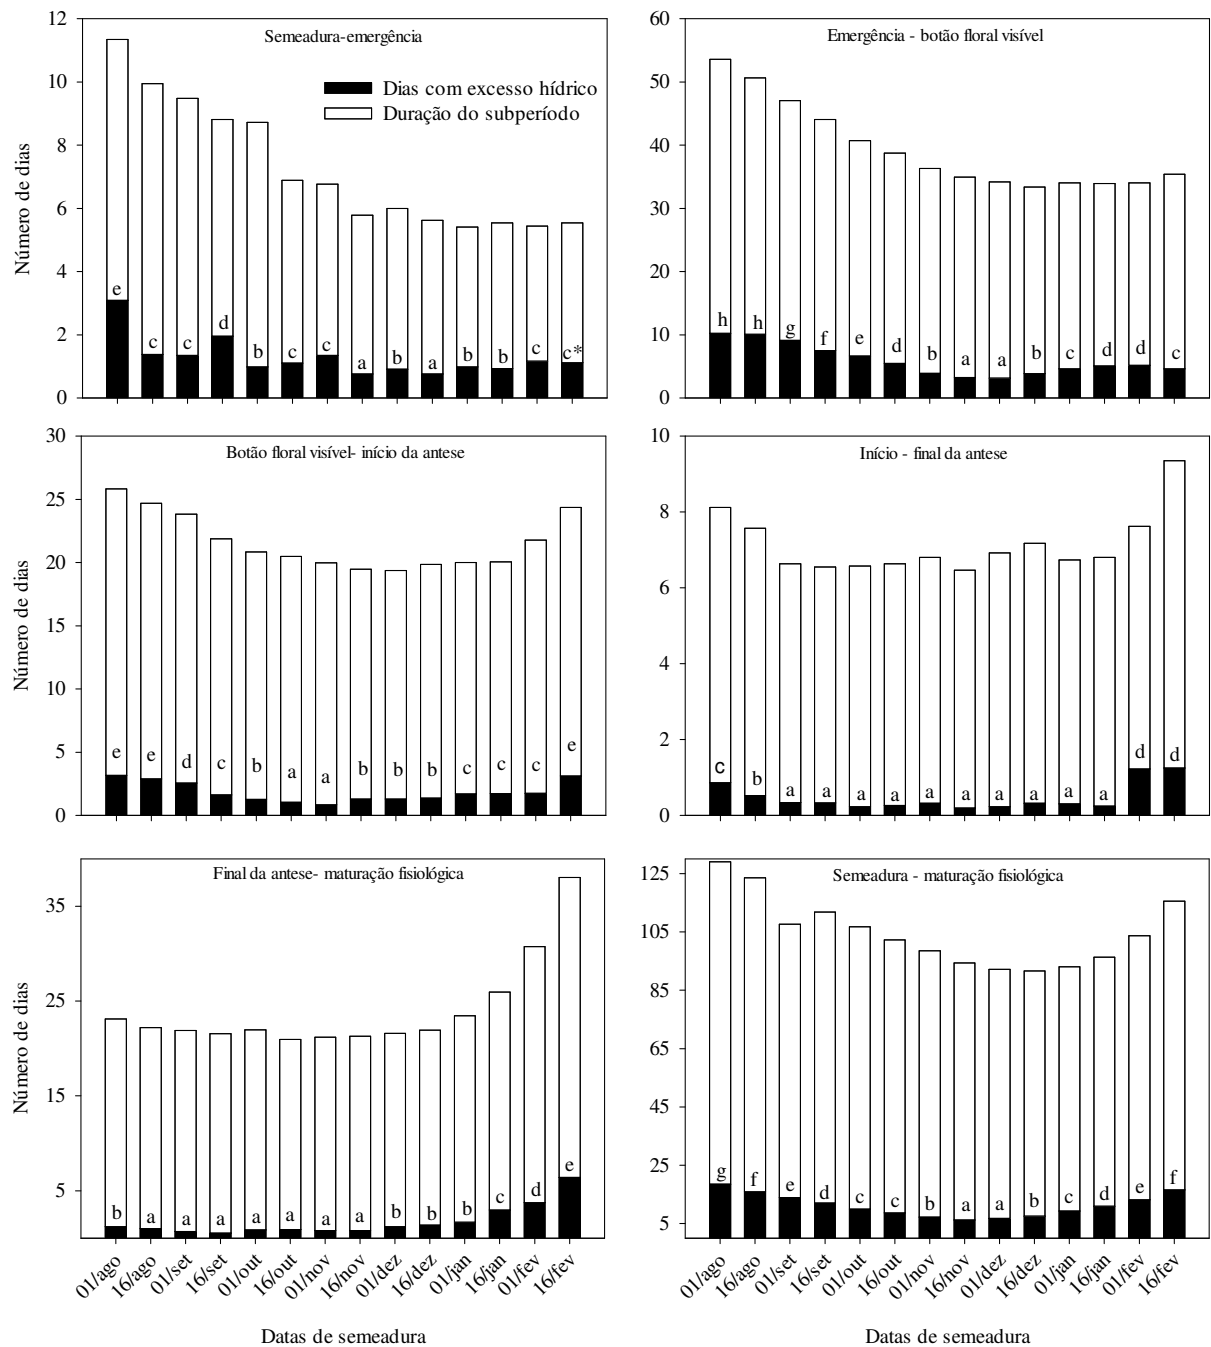 Semeadura-emergência
Dias com excesso hídrico
Duração do subperíodo
Número de dias
12
10
8
6
4
2
0
e c c d b c c a b a b b c c*
Emergência - botão floral visível
60
50
40
30
20
10
0
h h g f e d b a a b c d d c
Botão floral visível- início da antese
Número de dias
30
25
20
15
10
5
0
e e d c b a a b b b c c c e
Início - final da antese
10
8
6
4
2
0
c b a a a a a a a a a a d d
Final da antese- maturação fisiológica
Número de dias
35
25
15
5
b a a a a a a a b b b c d e
01/ago 16/ago 01/set 16/set 01/out 16/out 01/nov 16/nov 01/dez 16/dez 01/jan 16/jan 01/fev 16/fev
Datas de semeadura
Semeadura - maturação fisiológica
125
105
85
65
45
25
5
g f e d c c b a a b c d e f
01/ago 16/ago 01/set 16/set 01/out 16/out 01/nov 16/nov 01/dez 16/dez 01/jan 16/jan 01/fev 16/fev
Datas de semeadura